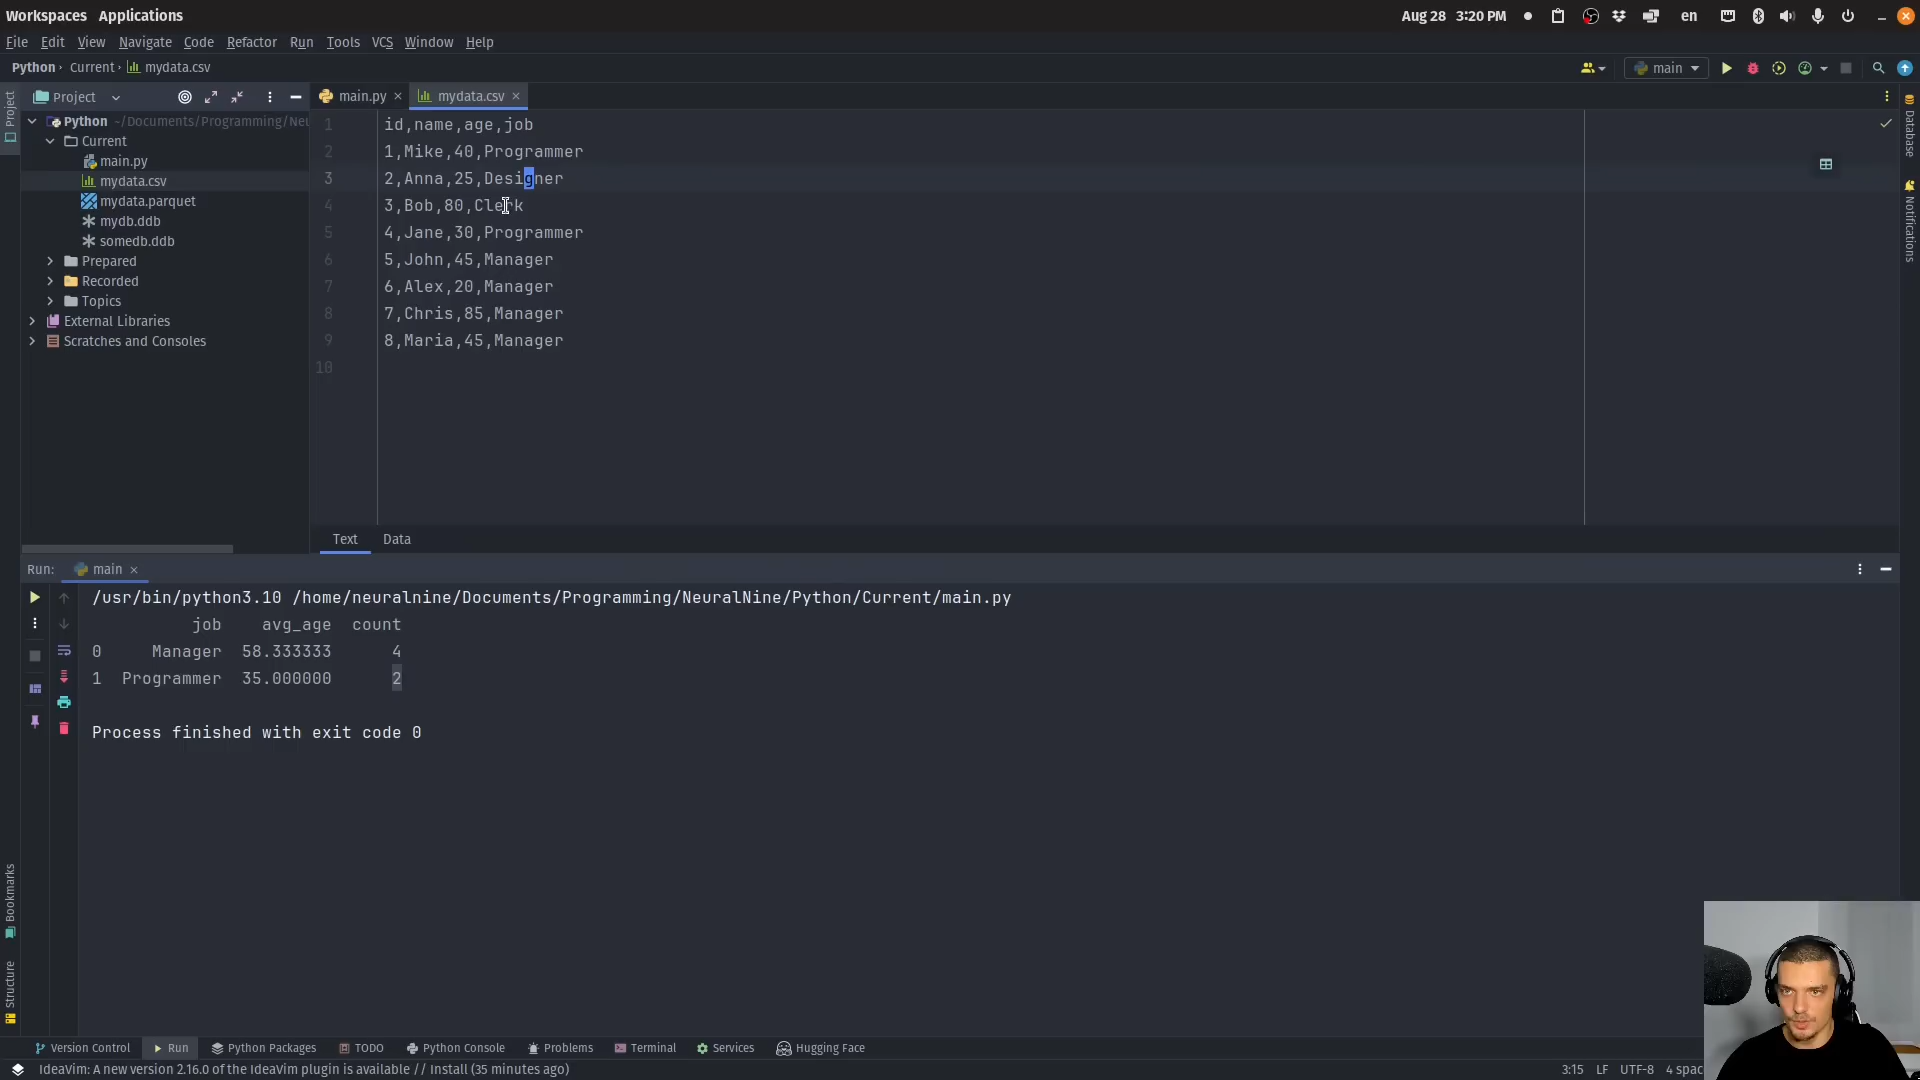 Workspaces Applications
Aug 28 3:20 PM
en
File Edit View Navigate Code Refactor Run Tools VCS Window Help
Python Current mydata.csv
main
Project
main.py
mydata.csv
Python ~/Documents/Programming/Neu
Current
main.py
mydata.csv
mydata.parquet
mydb.ddb
somedb.ddb
Prepared
Recorded
Topics
External Libraries
Scratches and Consoles
1 id,name,age,job
2 1,Mike,40,Programmer
3 2,Anna,25,Designer
4 3,Bob,80,Clerk
5 4,Jane,30,Programmer
6 5,John,45,Manager
7 6,Alex,20,Manager
8 7,Chris,85,Manager
9 8,Maria,45,Manager
10
Text Data
Project
Database
Notifications
Run: main
/usr/bin/python3.10 /home/neuralnine/Documents/Programming/NeuralNine/Python/Current/main.py
job avg_age count
0 Manager 58.333333 4
1 Programmer 35.000000 2
Process finished with exit code 0
Bookmarks
Structure
Version Control Run Python Packages TODO Python Console Problems Terminal Services Hugging Face
IdeaVim: A new version 2.16.0 of the IdeaVim plugin is available // Install (35 minutes ago)
3:15 LF UTF-8 4 spac